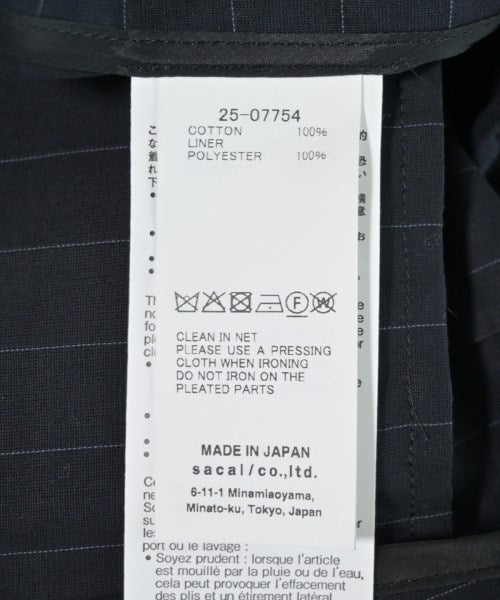 25-07754
COTTON 100%
LINER
POLYESTER 100%
CLEAN IN NET
PLEASE USE A PRESSING
CLOTH WHEN IRONING
DO NOT IRON ON THE
PLEATED PARTS
MADE IN JAPAN
sacai/co.,ltd.
6-11-1 Minamiaoyama,
Minato-ku, Tokyo, Japan
port ou le lavage :
• Soyez prudent : lorsque l'article
est mouillé par la pluie ou de l'eau,
cela peut provoquer l'effacement
des plis et un étirement latéral